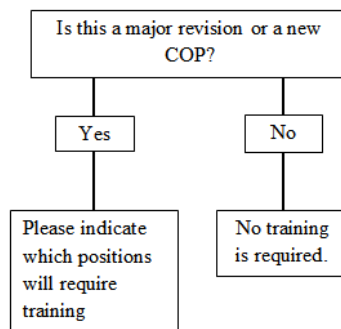 Is this a major revision or a new
COP?
Yes
No
Please indicate
which positions
will require
training
No training
is required.